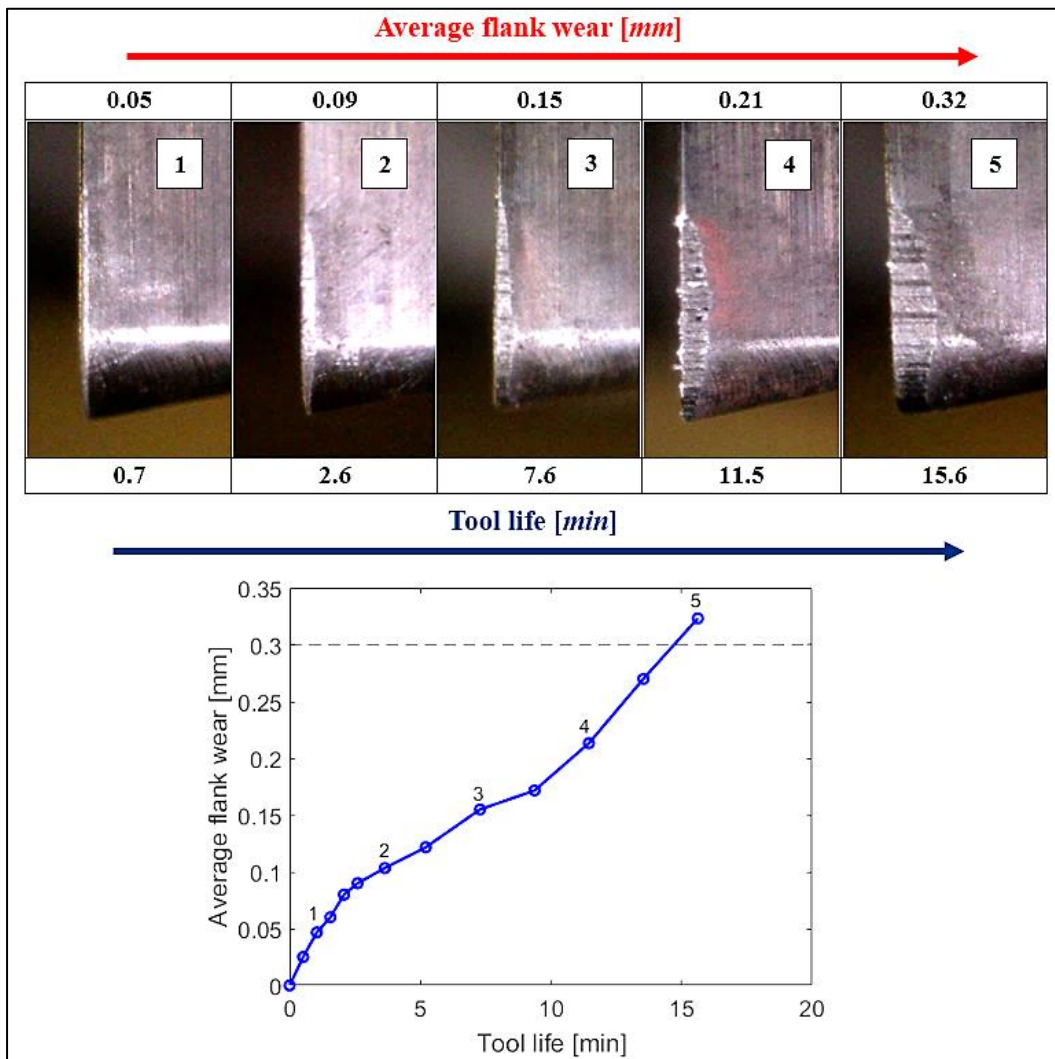 Average flank wear [mm]
0.05 0.09 0.15 0.21 0.32
1 2 3 4 5
0.7 2.6 7.6 11.5 15.6
Tool life [min]
0.35
0.3
0.25
0.2
0.15
0.1
0.05
0
Average flank wear [mm]
1
2
3
4
5
0 5 10 15 20
Tool life [min]